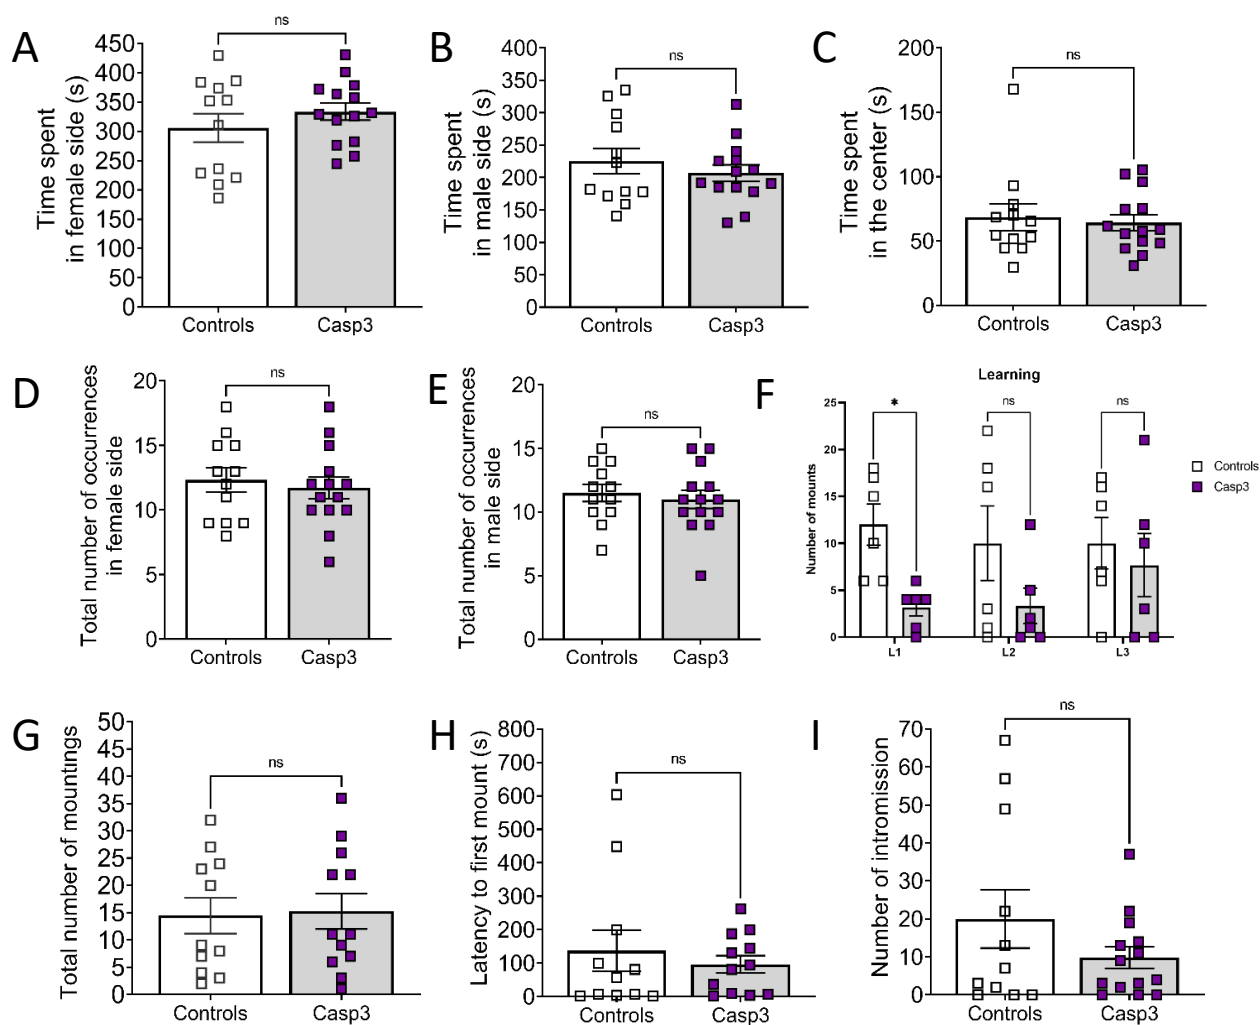 A
ns
Time spent
in female side (s)
450
400
350
300
250
200
150
100
50
0
Controls
Casp3
B
ns
Time spent
in male side (s)
400
350
300
250
200
150
100
50
0
Controls
Casp3
C
ns
Time spent
in the center (s)
200
150
100
50
0
Controls
Casp3
D
ns
Total number of occurrences
in female side
20
15
10
5
0
Controls
Casp3
E
ns
Total number of occurrences
in male side
20
15
10
5
0
Controls
Casp3
F
Learning
* ns ns
Number of mounts
25
20
15
10
5
0
L1 L2 L3
Controls
Casp3
G
ns
Total number of mountings
50
45
40
35
30
25
20
15
10
5
0
Controls
Casp3
H
ns
Latency to first mount (s)
800
700
600
500
400
300
200
100
0
Controls
Casp3
I
ns
Number of intromission
70
60
50
40
30
20
10
0
Controls
Casp3